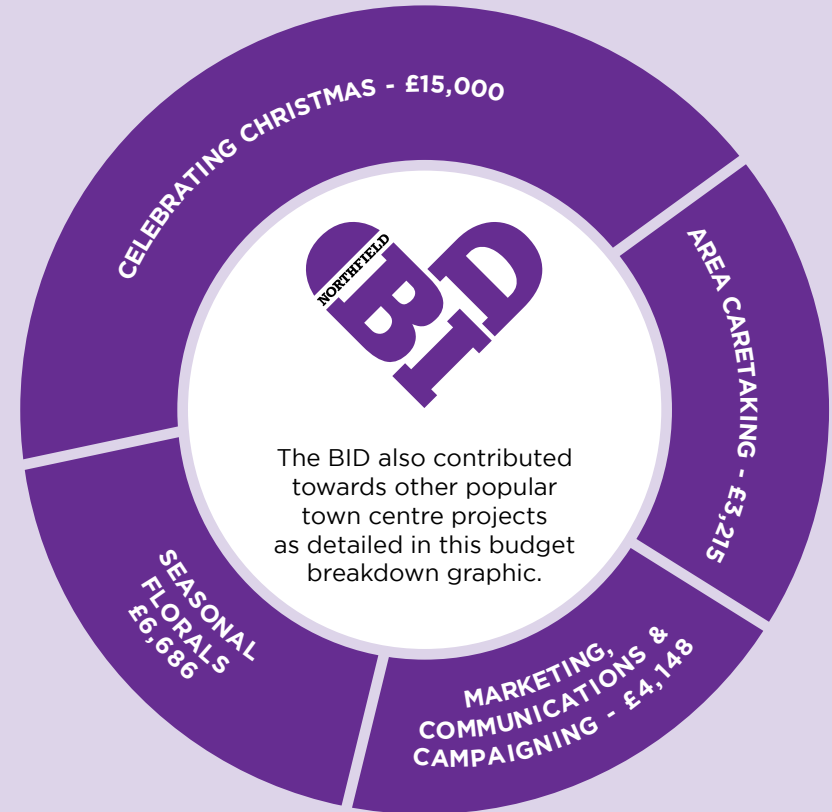 CELEBRATING CHRISTMAS - £15,000
AREA CARETAKING - £3,215
NORTHFIELD
BID
The BID also contributed
towards other popular
town centre projects
as detailed in this budget
breakdown graphic.
SEASONAL
FLORALS
£6,686
MARKETING,
COMMUNICATIONS &
CAMPAIGNING - £4,148